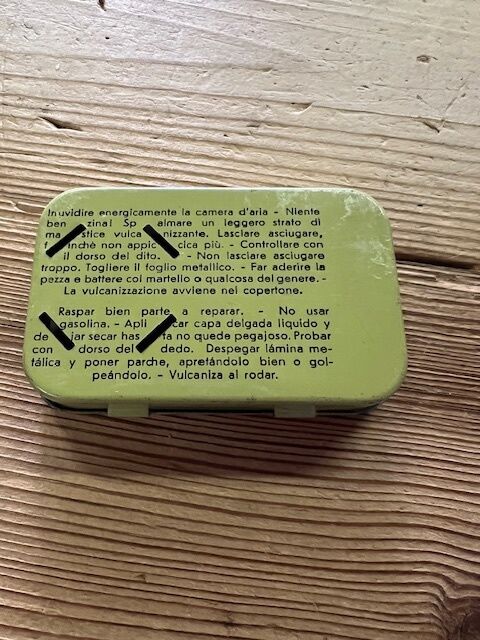 Inuvidire energicamente la camera d'aria - Niente
ben zina! Sp almare un leggero strato di
ma stice vulca nizzante. Lasciare asciugare,
finchè non appic cica più. - Controllare con
il dorso del dito. - Non lasciare asciugare
troppo. Togliere il foglio metallico. - Far aderire la
pezza e battere col martello o qualcosa del genere. -
La vulcanizzazione avviene nel copertone.
Raspar bien parte a reparar. - No usar
gasolina. - Apli car capa delgada liquido y
de jar secar has ta no quede pegajoso. Probar
con dorso del dedo. Despegar lámina me-
tálica y poner parche, apretándolo bien o gol-
peándolo. - Vulcaniza al rodar.